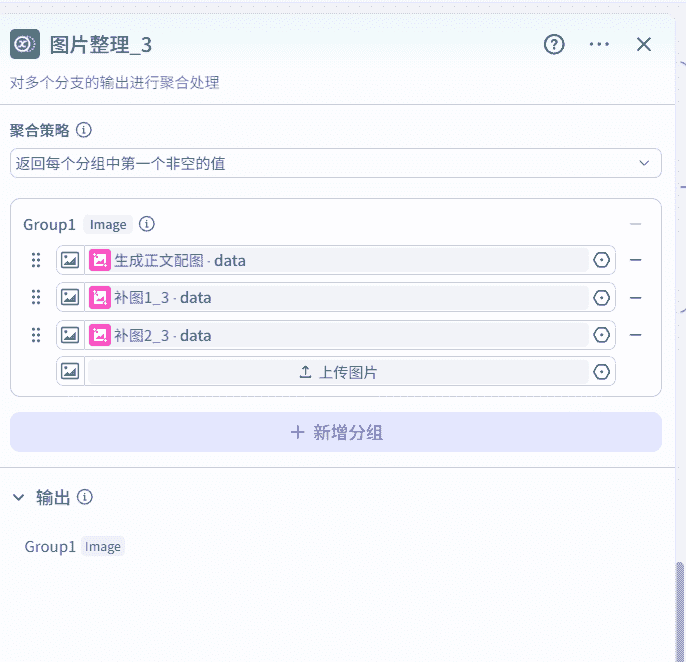 图片整理_3
对多个分支的输出进行聚合处理
聚合策略
返回每个分组中第一个非空的值
Group1 Image
生成正文配图 · data
补图1_3 · data
补图2_3 · data
上传图片
+ 新增分组
输出
Group1 Image